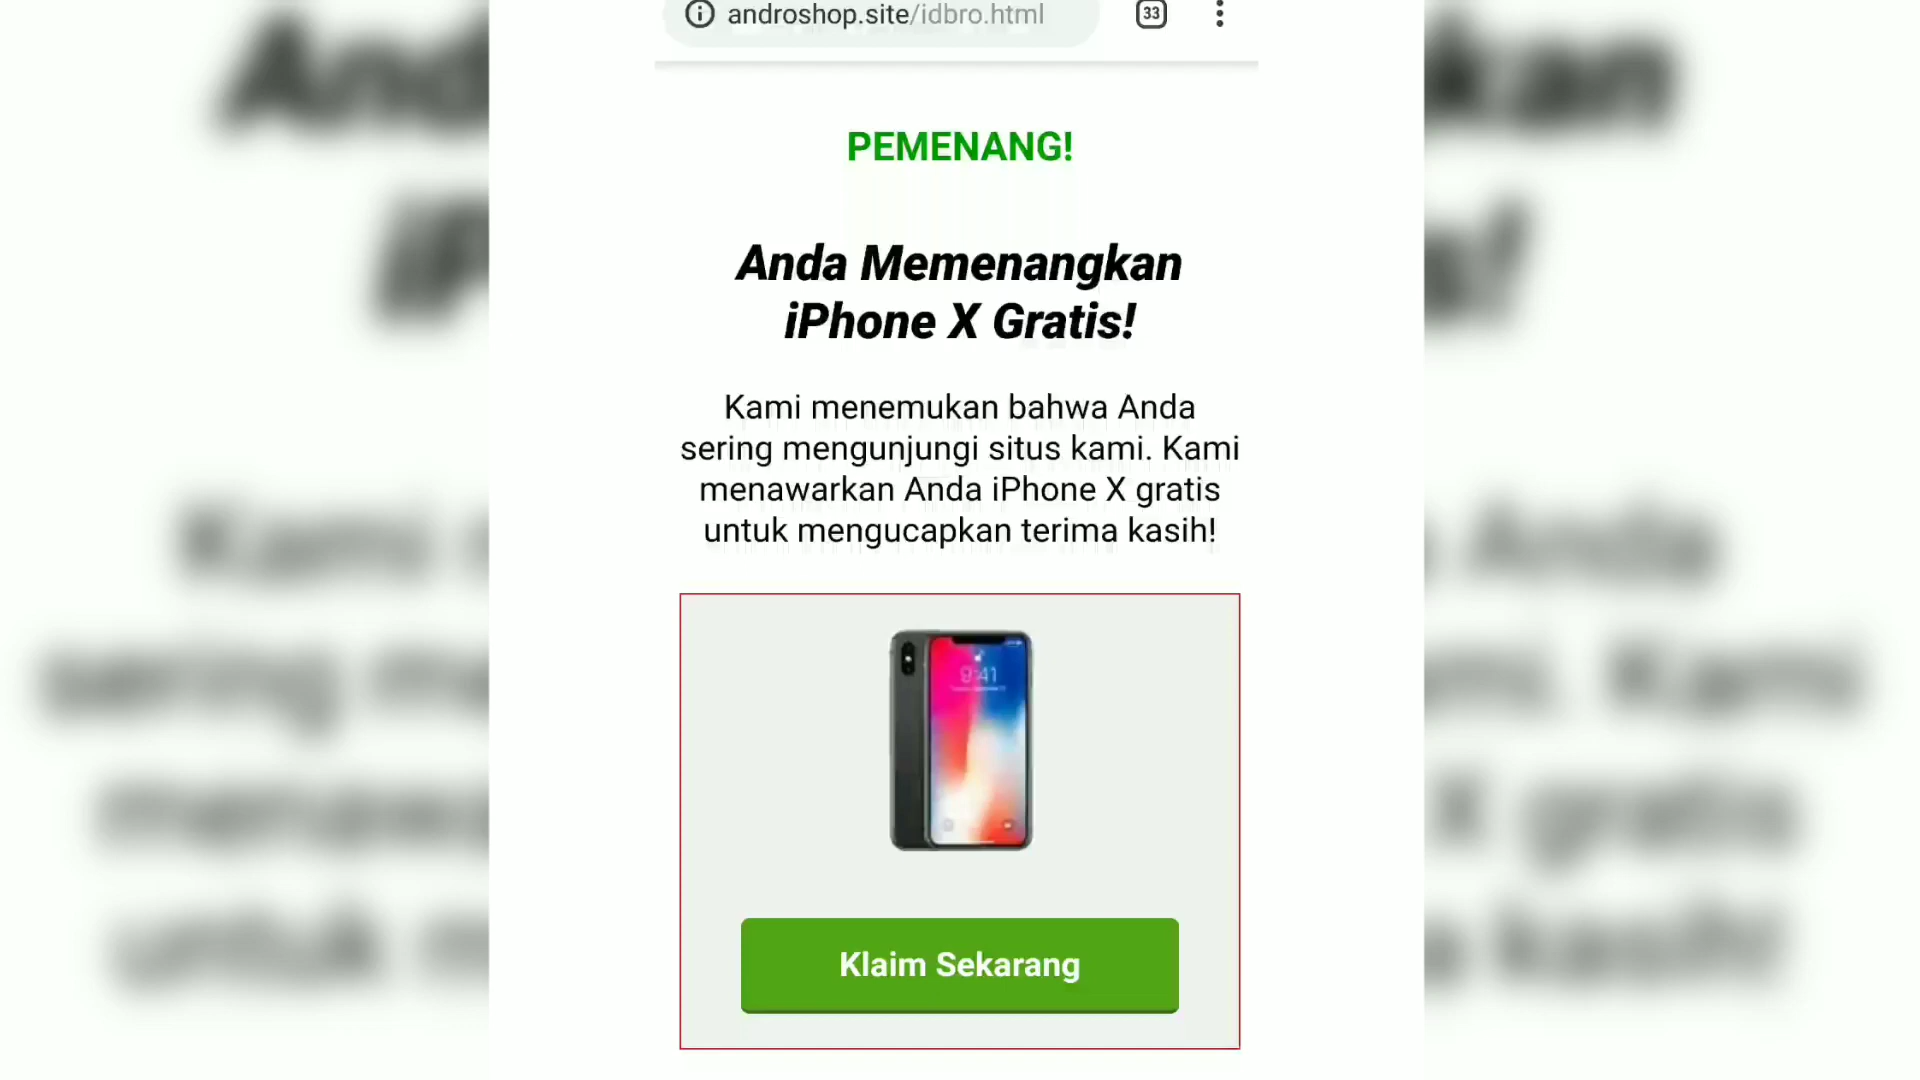 androshop.site/idbro.html
33
PEMENANG!
Anda Memenangkan
iPhone X Gratis!
Kami menemukan bahwa Anda
sering mengunjungi situs kami. Kami
menawarkan Anda iPhone X gratis
untuk mengucapkan terima kasih!
9:41
Klaim Sekarang